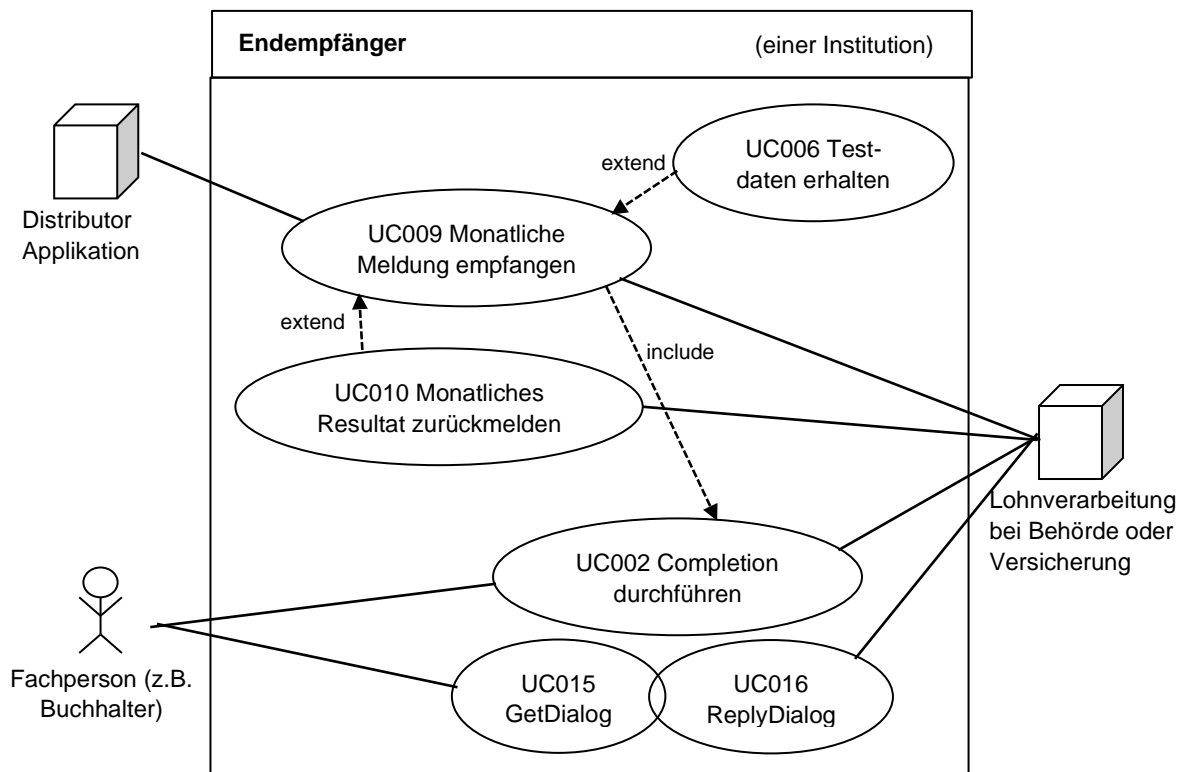 Endempfänger (einer Institution)
UC006 Test-
daten erhalten
extend
Distributor
Applikation
UC009 Monatliche
Meldung empfangen
extend
include
UC010 Monatliches
Resultat zurückmelden
Lohnverarbeitung
bei Behörde oder
Versicherung
UC002 Completion
durchführen
Fachperson (z.B.
Buchhalter)
UC015
GetDialog
UC016
ReplyDialog